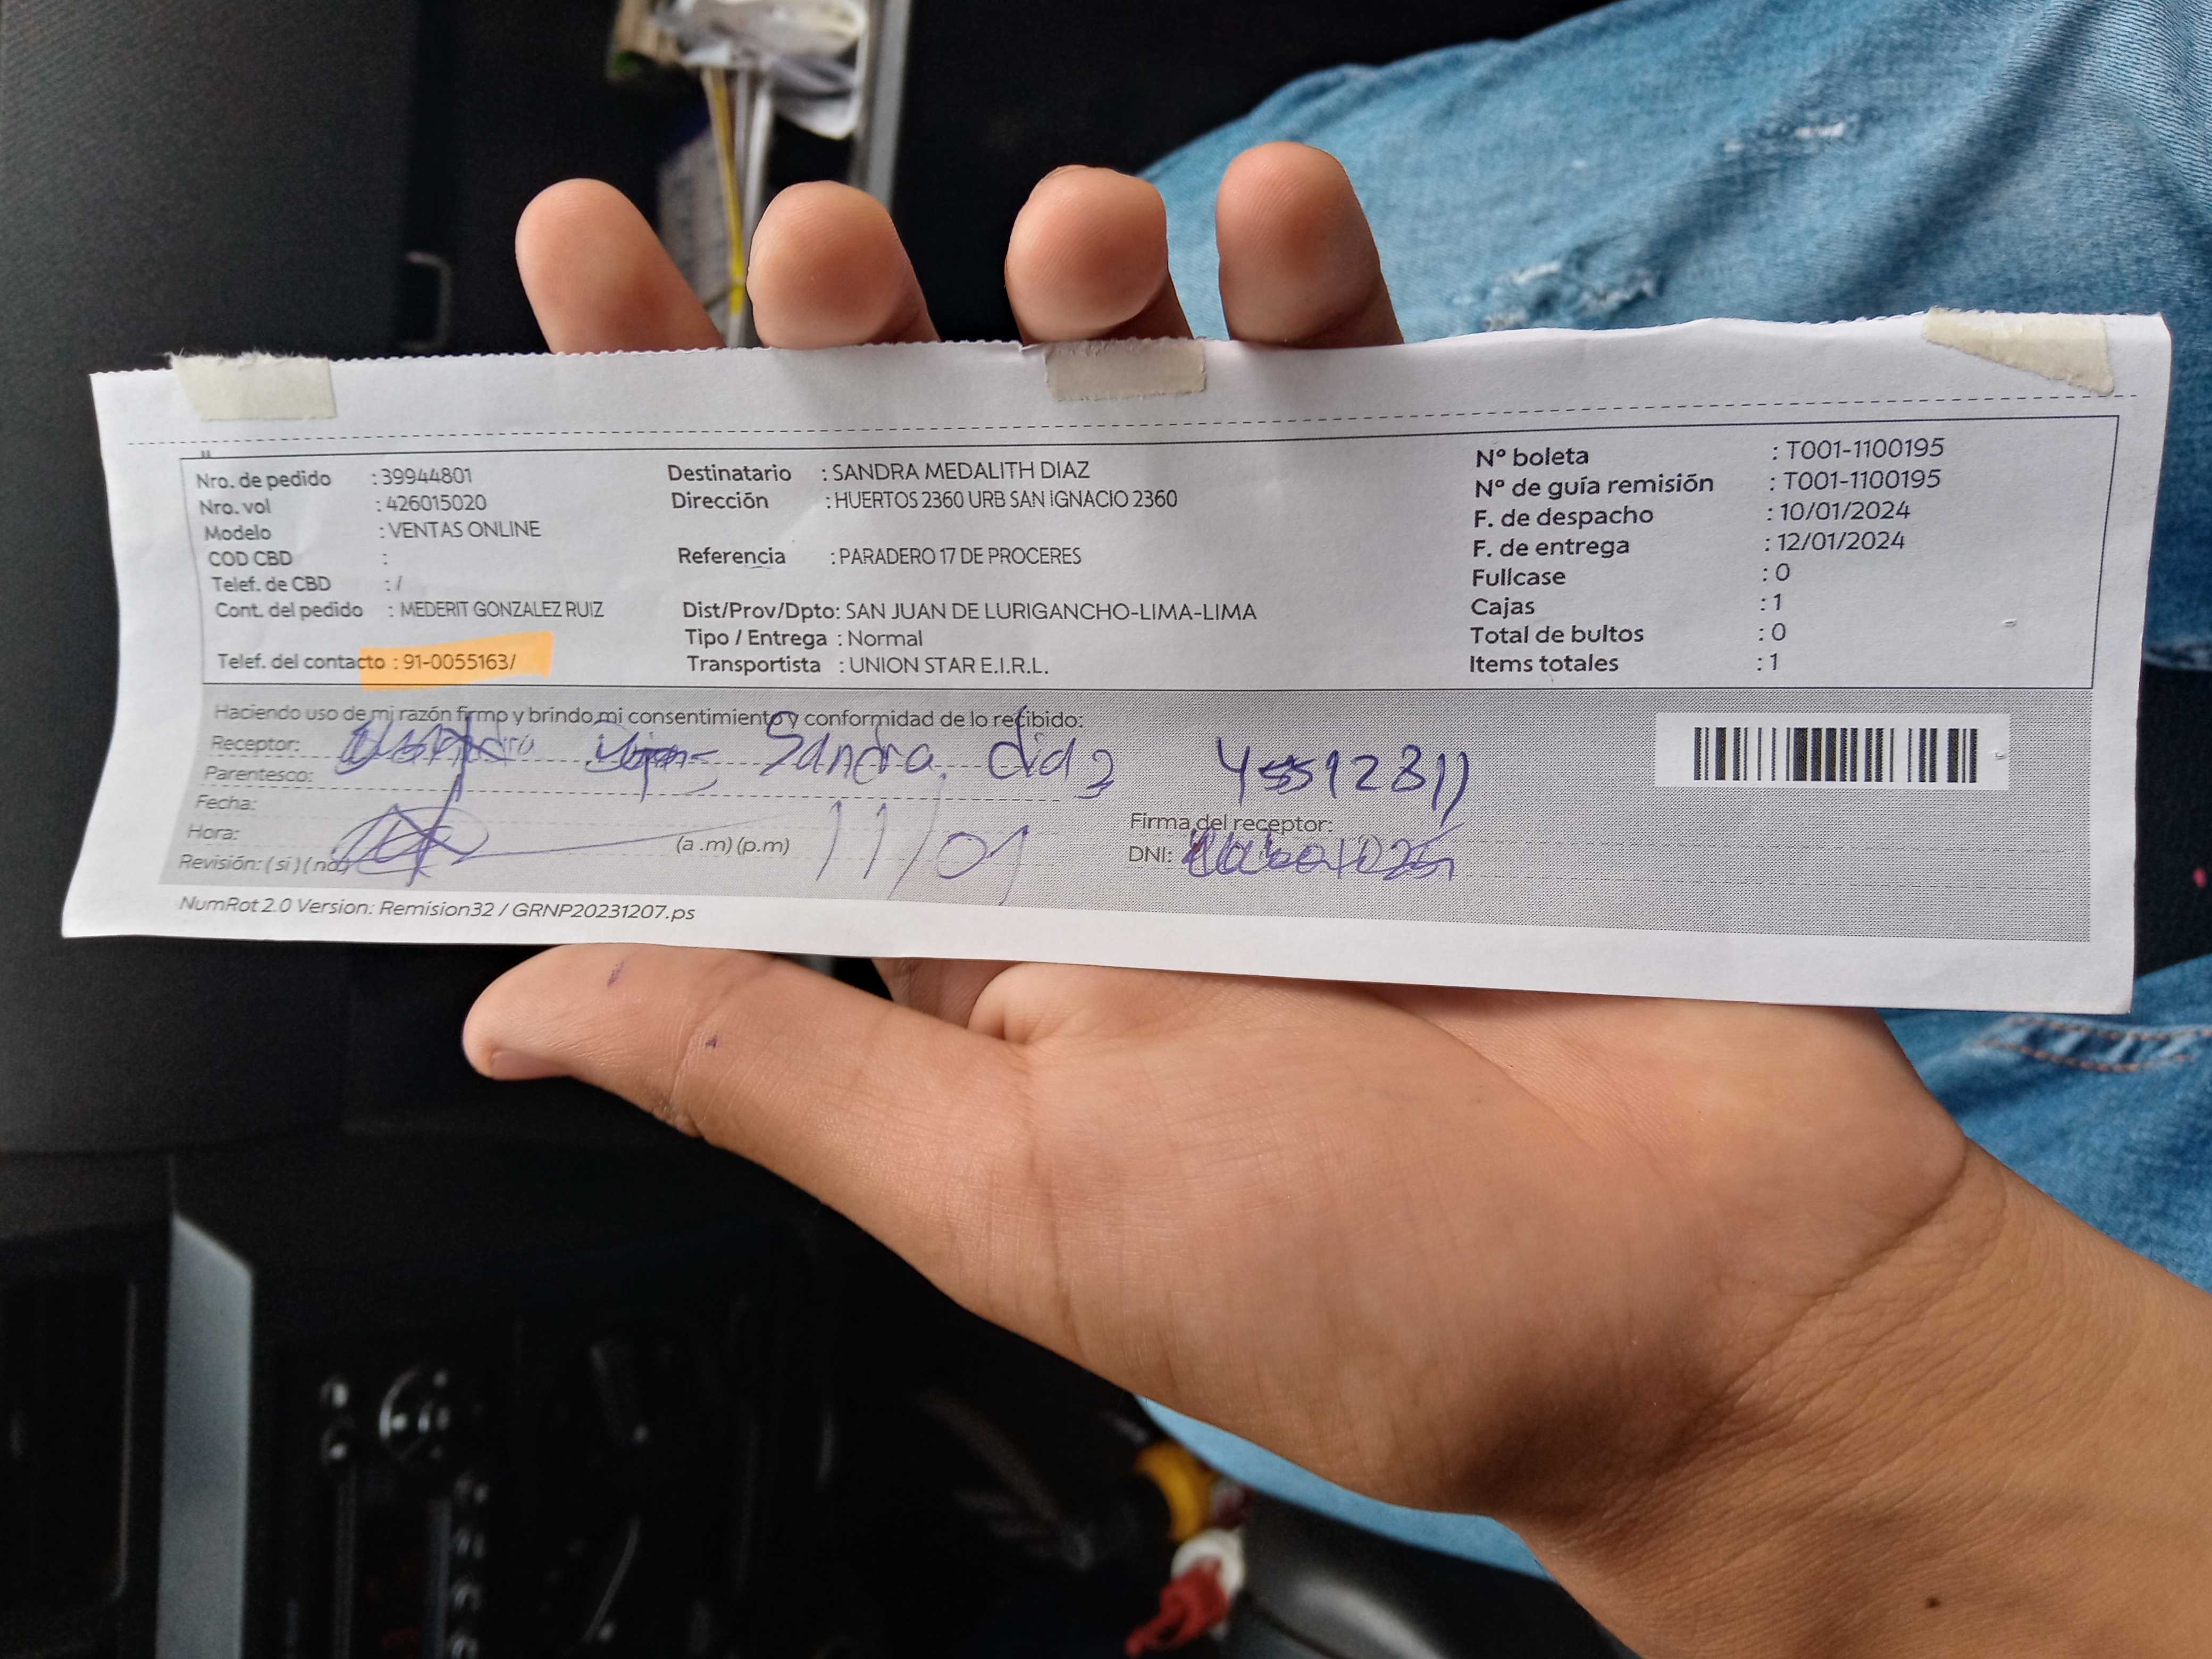 Nro. de pedido : 39944801
Nro. vol : 426015020
Modelo : VENTAS ONLINE
COD CBD :
Telef. de CBD : /
Cont. del pedido : MEDERIT GONZALEZ RUIZ
Telef. del contacto : 91-0055163/
Destinatario : SANDRA MEDALITH DIAZ
Dirección : HUERTOS 2360 URB SAN IGNACIO 2360
Referencia : PARADERO 17 DE PROCERES
Dist/Prov/Dpto: SAN JUAN DE LURIGANCHO-LIMA-LIMA
Tipo / Entrega : Normal
Transportista : UNION STAR E.I.R.L.
Nº boleta : T001-1100195
Nº de guía remisión : T001-1100195
F. de despacho : 10/01/2024
F. de entrega : 12/01/2024
Fullcase : 0
Cajas : 1
Total de bultos : 0
Items totales : 1
Haciendo uso de mi razón firmo y brindo mi consentimiento y conformidad de lo recibido:
Receptor: Sandra diaz 45512811
Parentesco:
Fecha:
Hora: (a.m) (p.m) 11/01
Revisión: ( si ) ( no)
Firma del receptor:
DNI:
NumRot 2.0 Version: Remision32 / GRNP20231207.ps